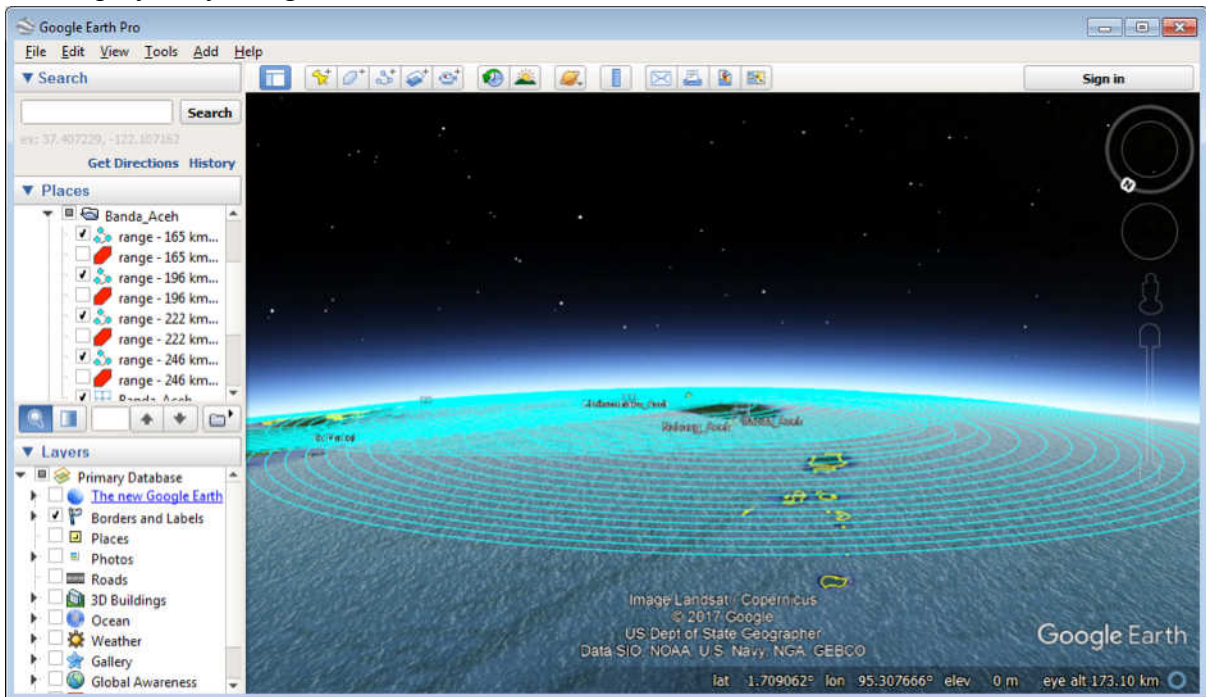 Google Earth Pro
File Edit View Tools Add Help
Search
Search
Get Directions History
Places
Banda_Aceh
range - 165 km...
range - 165 km...
range - 196 km...
range - 196 km...
range - 222 km...
range - 222 km...
range - 246 km...
range - 246 km...
Banda_Aceh
Layers
Primary Database
The new Google Earth
Borders and Labels
Places
Photos
Roads
3D Buildings
Ocean
Weather
Gallery
Global Awareness
Sign in
N
Image Landsat / Copernicus
© 2017 Google
US Dept of State Geographer
Data SIO, NOAA, U.S. Navy, NGA, GEBCO
Google Earth
lat 1.709062° lon 95.307666° elev 0 m eye alt 173.10 km